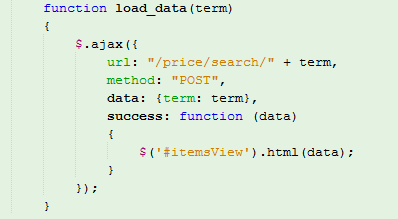 function load_data(term)
{
$.ajax({
url: "/price/search/" + term,
method: "POST",
data: {term: term},
success: function (data)
{
$('#itemsView').html(data);
}
});
}